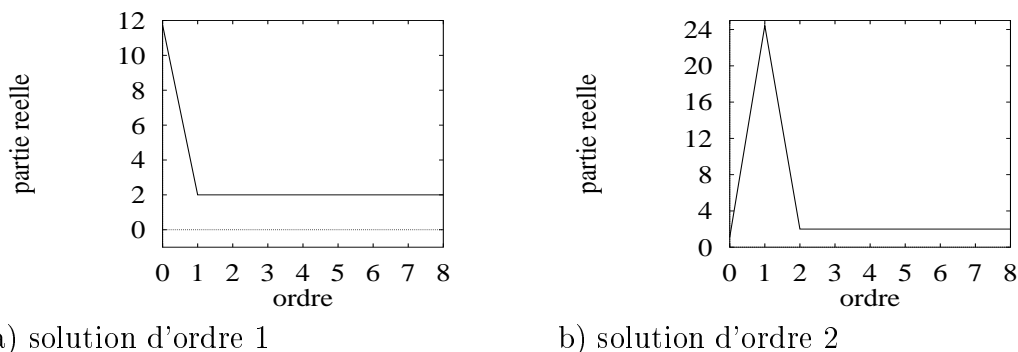 12
10
8
6
4
2
0
partie reelle
0 1 2 3 4 5 6 7 8
ordre
a) solution d'ordre 1
24
20
16
12
8
4
0
partie reelle
0 1 2 3 4 5 6 7 8
ordre
b) solution d'ordre 2